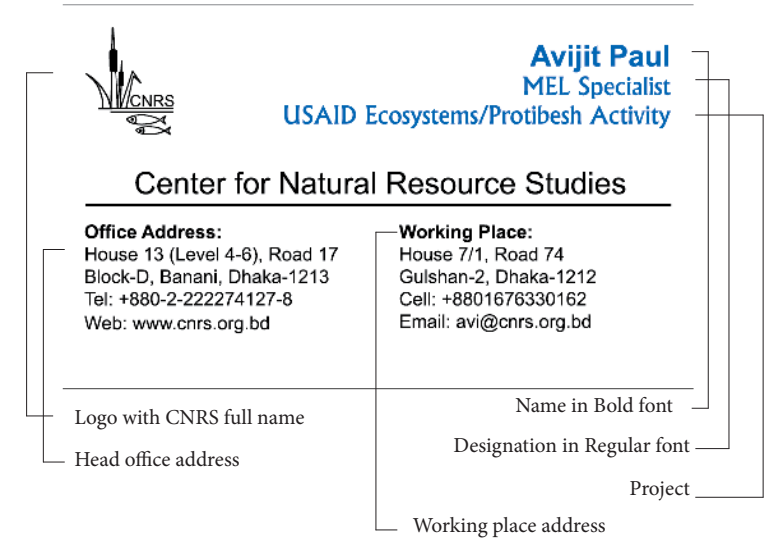 CNRS
Avijit Paul
MEL Specialist
USAID Ecosystems/Protibesh Activity
Center for Natural Resource Studies
Office Address:
House 13 (Level 4-6), Road 17
Block-D, Banani, Dhaka-1213
Tel: +880-2-222274127-8
Web: www.cnrs.org.bd
Working Place:
House 7/1, Road 74
Gulshan-2, Dhaka-1212
Cell: +8801676330162
Email: avi@cnrs.org.bd
Logo with CNRS full name
Head office address
Name in Bold font
Designation in Regular font
Project
Working place address